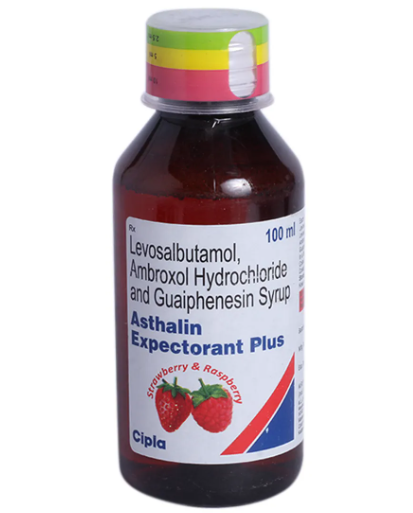 Rx
100 ml
Levosalbutamol,
Ambroxol Hydrochloride
and Guaiphenesin Syrup
Asthalin
Expectorant Plus
Strawberry & Raspberry
Cipla